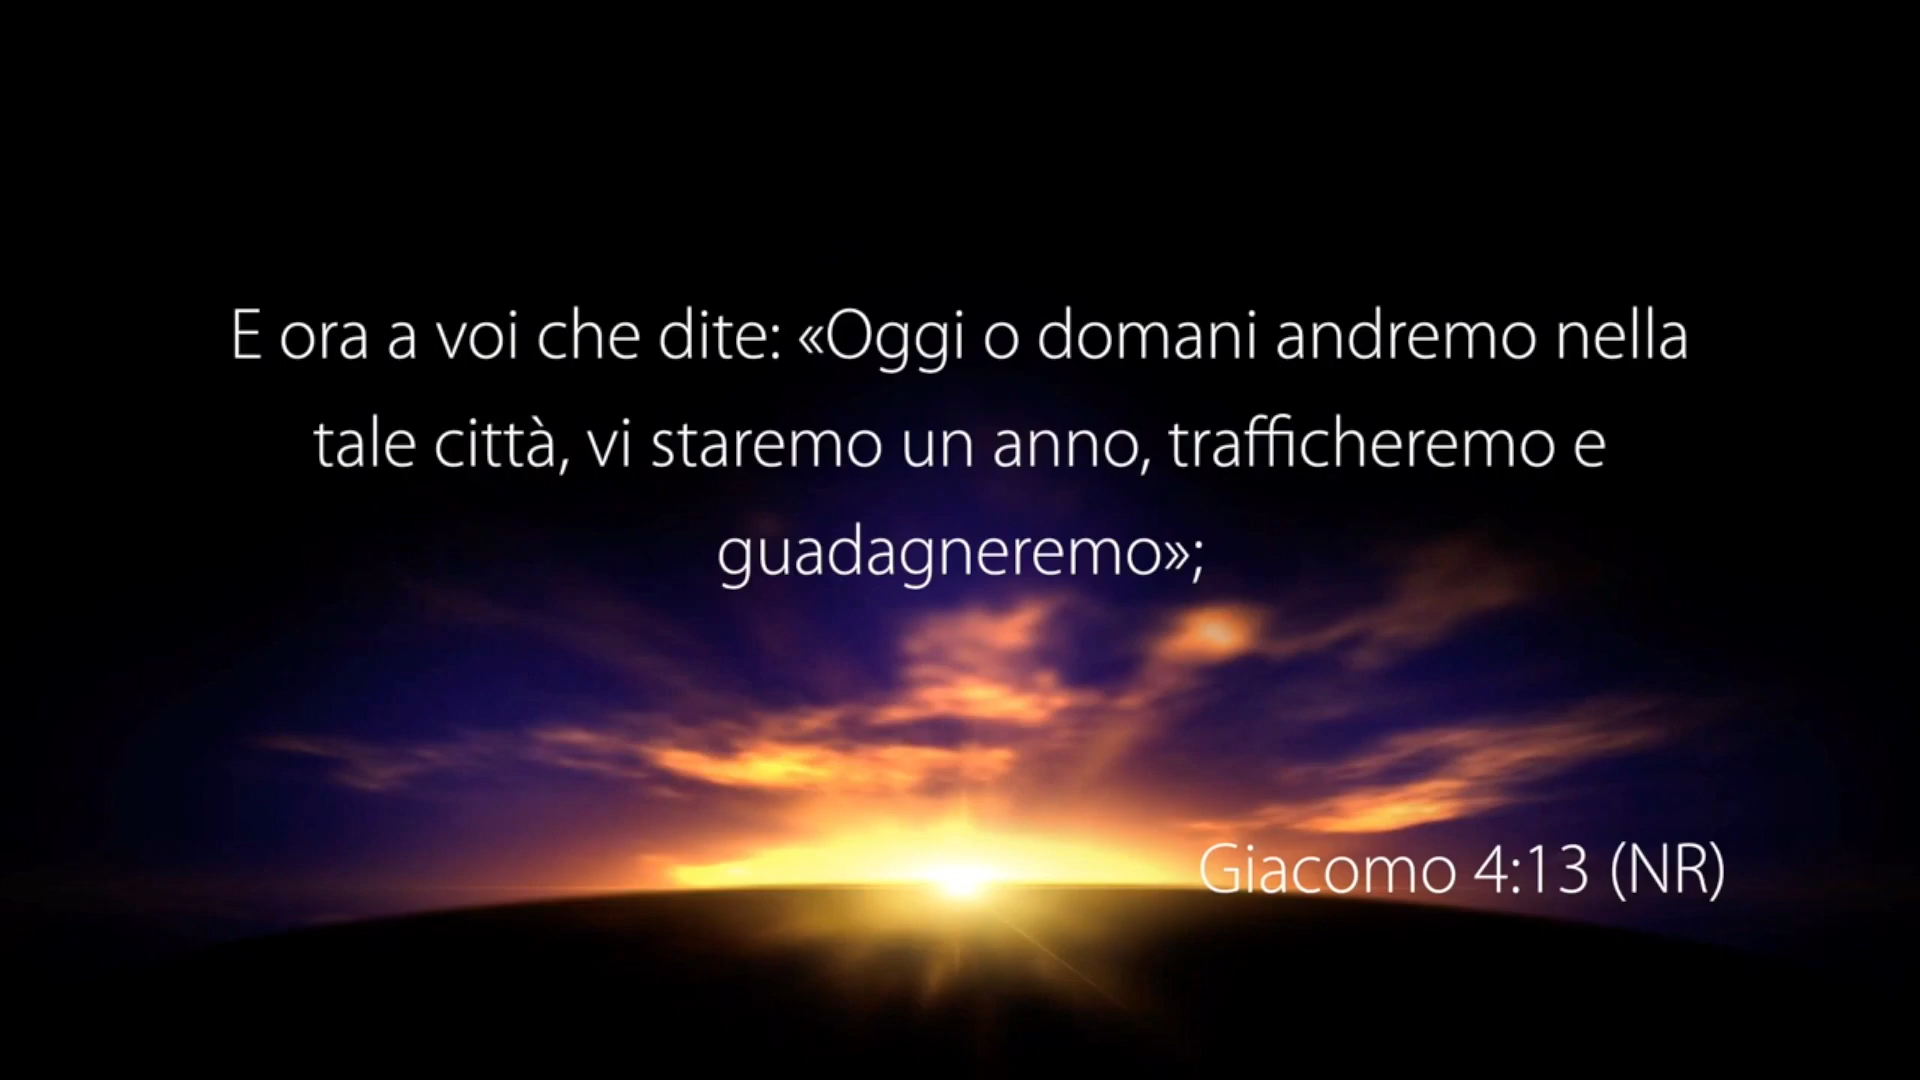 E ora a voi che dite: «Oggi o domani andremo nella
tale città, vi staremo un anno, trafficheremo e
guadagneremo»;
Giacomo 4:13 (NR)